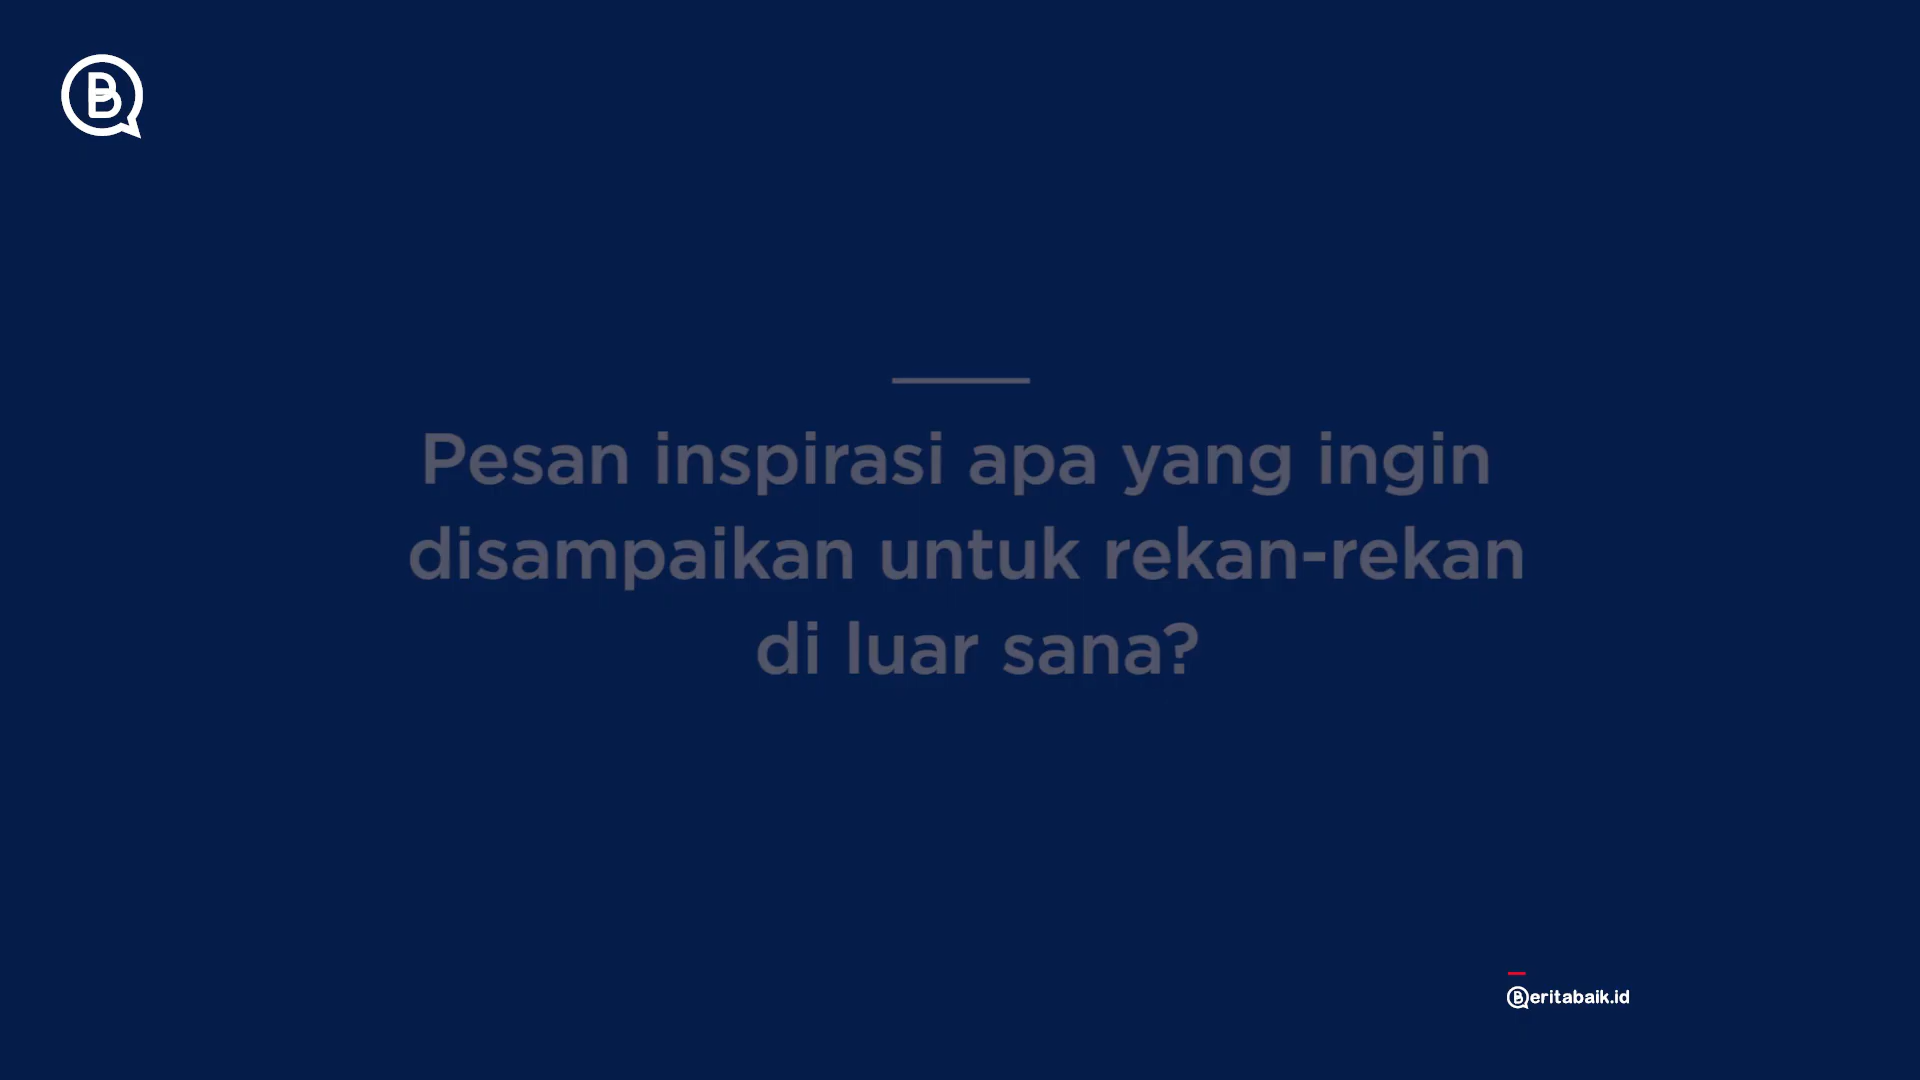 B
Pesan inspirasi apa yang ingin
disampaikan untuk rekan-rekan
di luar sana?
Beritabaik.id